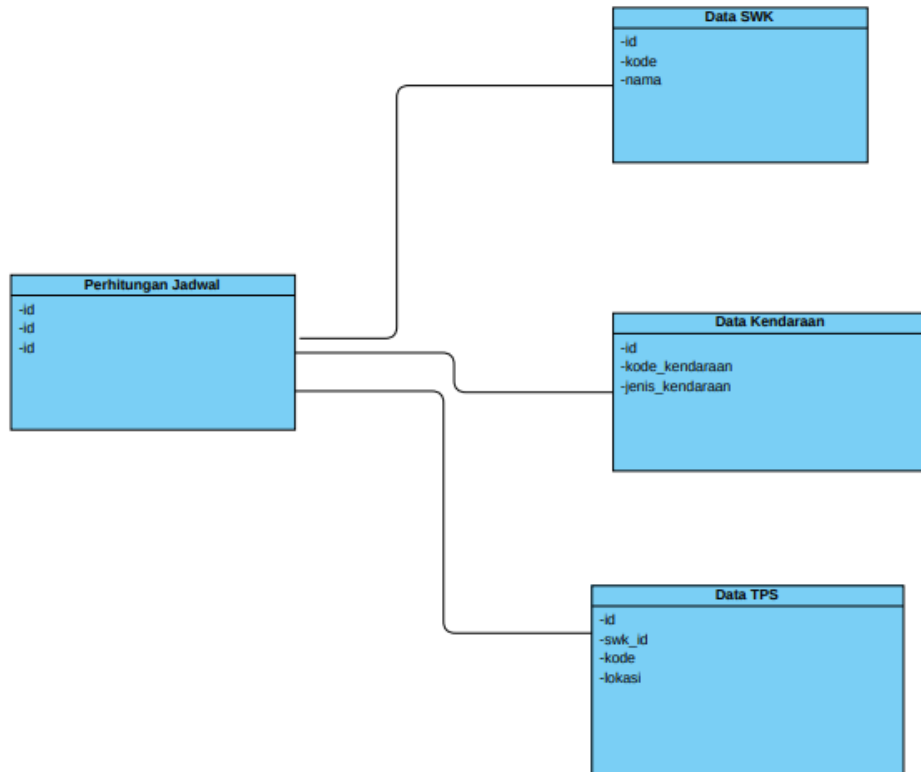 Data SWK
-id
-kode
-nama
Perhitungan Jadwal
-id
-id
-id
Data Kendaraan
-id
-kode_kendaraan
-jenis_kendaraan
Data TPS
-id
-swk_id
-kode
-lokasi